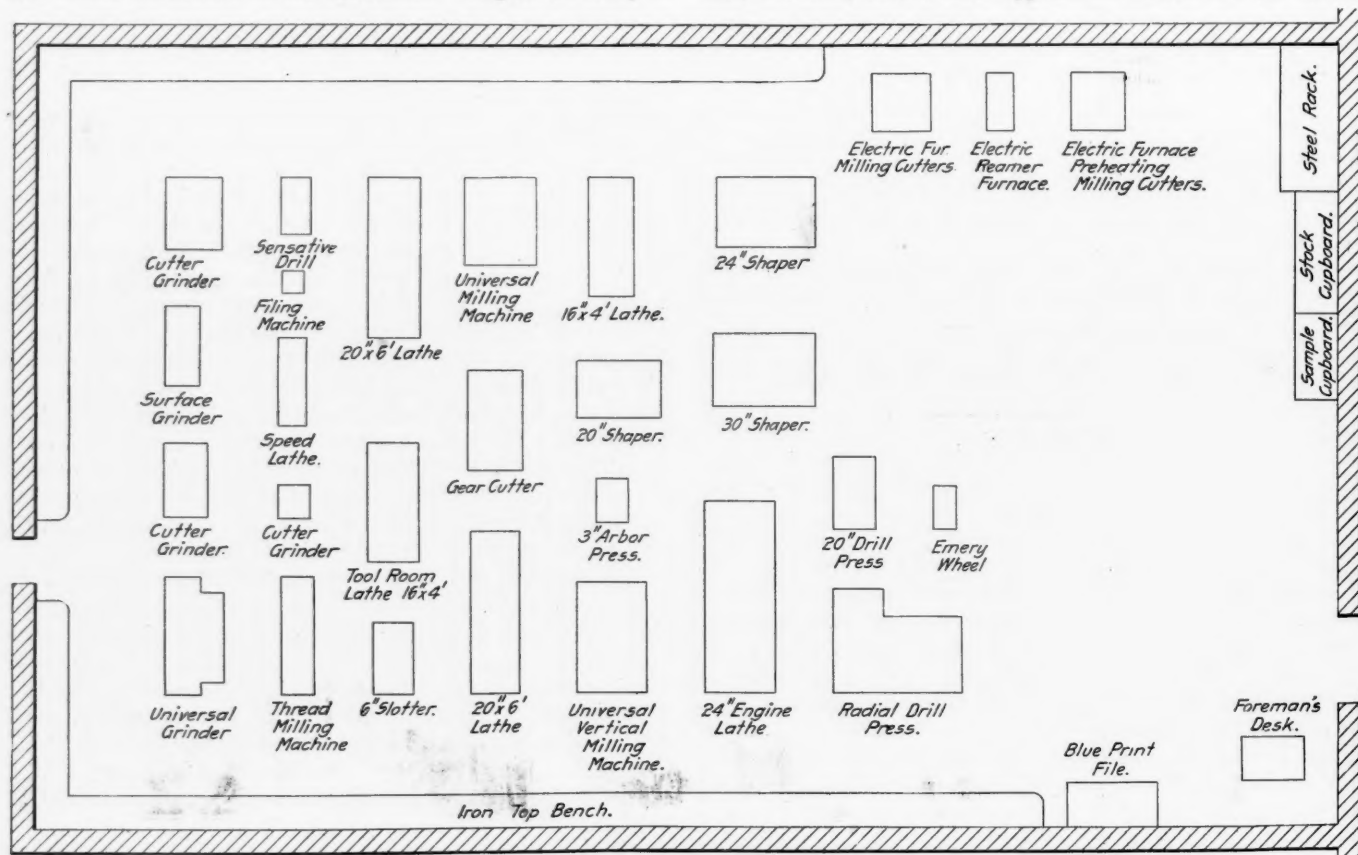 Steel Rack.
Electric Fur.
Milling Cutters.
Electric
Reamer
Furnace.
Electric Furnace
Preheating
Milling Cutters.
Stock
Cupboard.
Sample
Cupboard.
Cutter
Grinder
Sensative
Drill
Filing
Machine
20"x6' Lathe
Universal
Milling
Machine
16"x4' Lathe.
24" Shaper
Surface
Grinder
Speed
Lathe.
Gear Cutter
20" Shaper.
30" Shaper.
Cutter
Grinder.
Cutter
Grinder
Tool Room
Lathe 16"x4'
3" Arbor
Press.
20" Drill
Press
Emery
Wheel
Universal
Grinder
Thread
Milling
Machine
6" Slotter.
20"x6'
Lathe
Universal
Vertical
Milling
Machine.
24" Engine
Lathe
Radial Drill
Press.
Foreman's
Desk.
Blue Print
File.
Iron Top Bench.